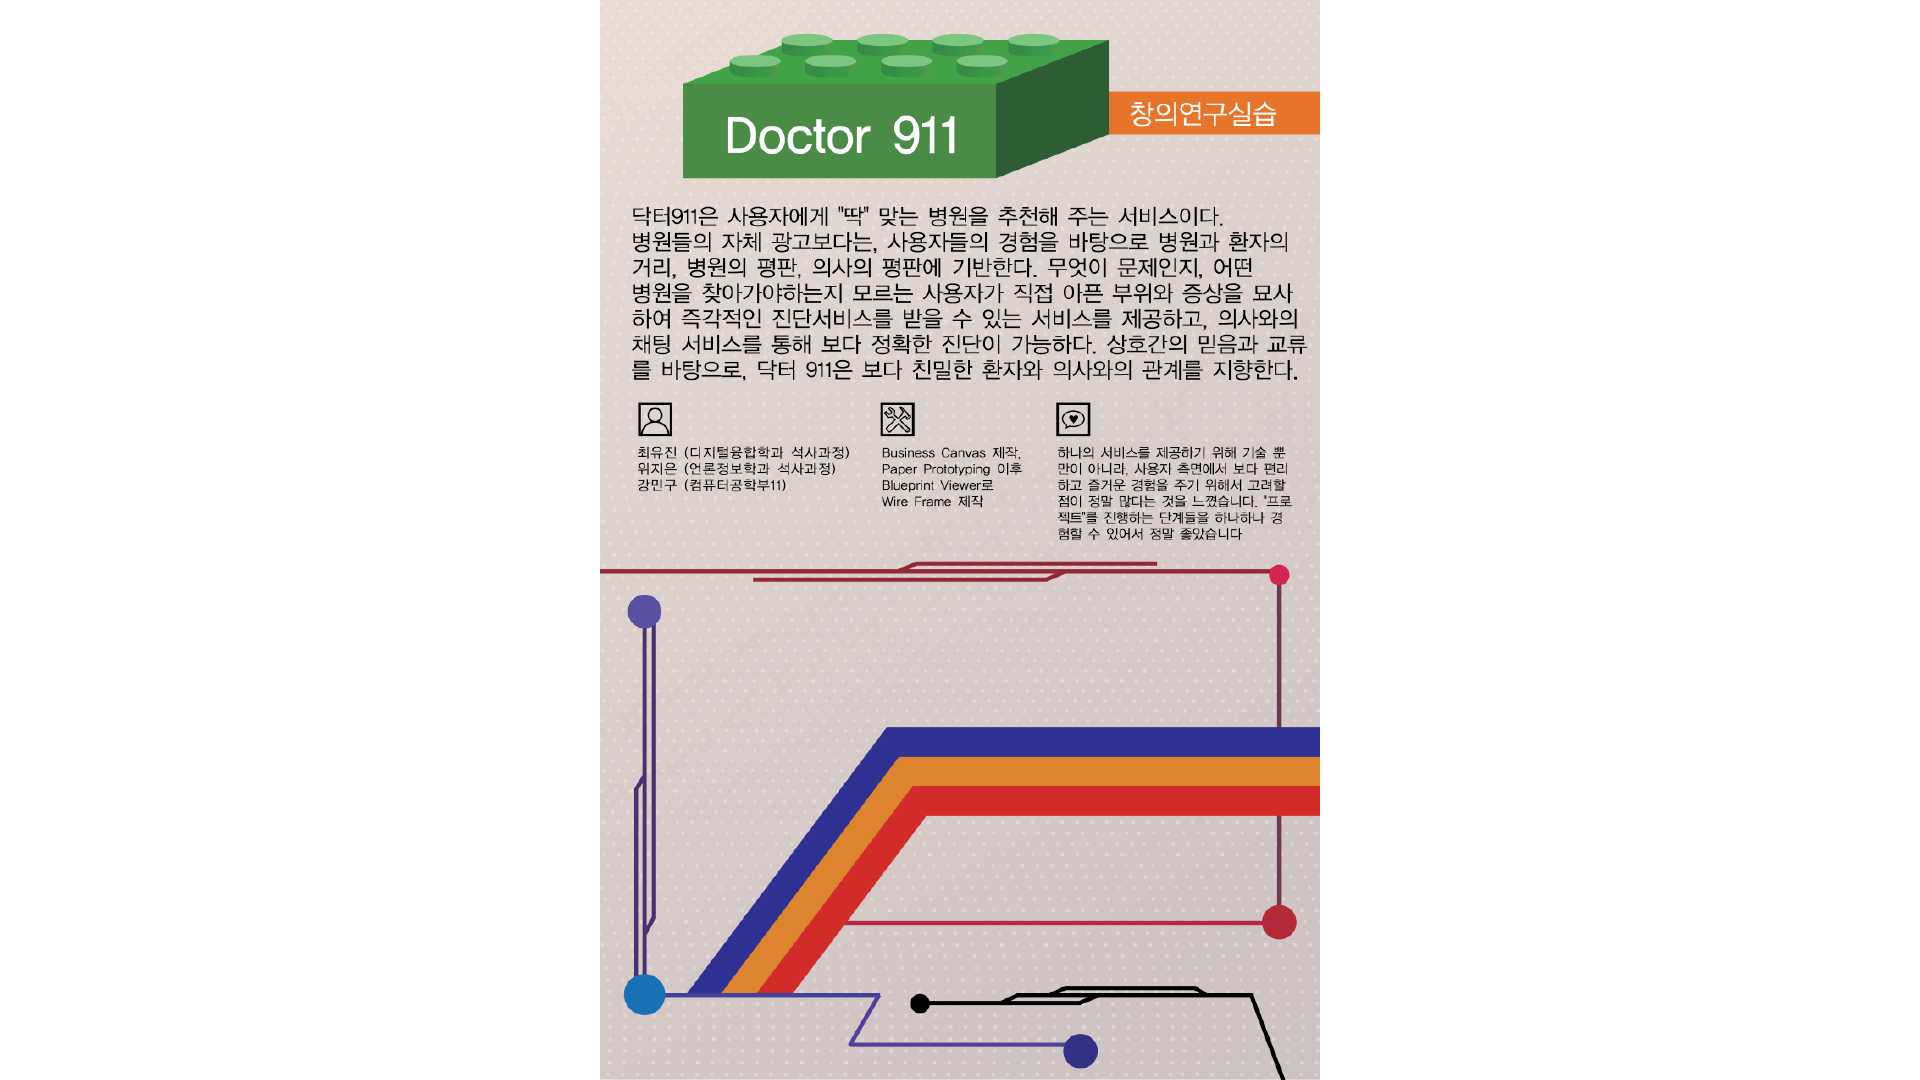 Doctor 911
창의연구실습
닥터911은 사용자에게 "딱" 맞는 병원을 추천해 주는 서비스이다.
병원들의 자체 광고보다는, 사용자들의 경험을 바탕으로 병원과 환자의
거리, 병원의 평판, 의사의 평판에 기반한다. 무엇이 문제인지, 어떤
병원을 찾아가야하는지 모르는 사용자가 직접 아픈 부위와 증상을 묘사
하여 즉각적인 진단서비스를 받을 수 있는 서비스를 제공하고, 의사와의
채팅 서비스를 통해 보다 정확한 진단이 가능하다. 상호간의 믿음과 교류
를 바탕으로, 닥터 911은 보다 친밀한 환자와 의사와의 관계를 지향한다.
최유진 (디지털융합학과 석사과정)
위지은 (언론정보학과 석사과정)
강민구 (컴퓨터공학부11)
Business Canvas 제작,
Paper Prototyping 이후
Blueprint Viewer로
Wire Frame 제작
하나의 서비스를 제공하기 위해 기술 뿐
만이 아니라, 사용자 측면에서 보다 편리
하고 즐거운 경험을 주기 위해서 고려할
점이 정말 많다는 것을 느꼈습니다. "프로
젝트"를 진행하는 단계들을 하나하나 경
험할 수 있어서 정말 좋았습니다